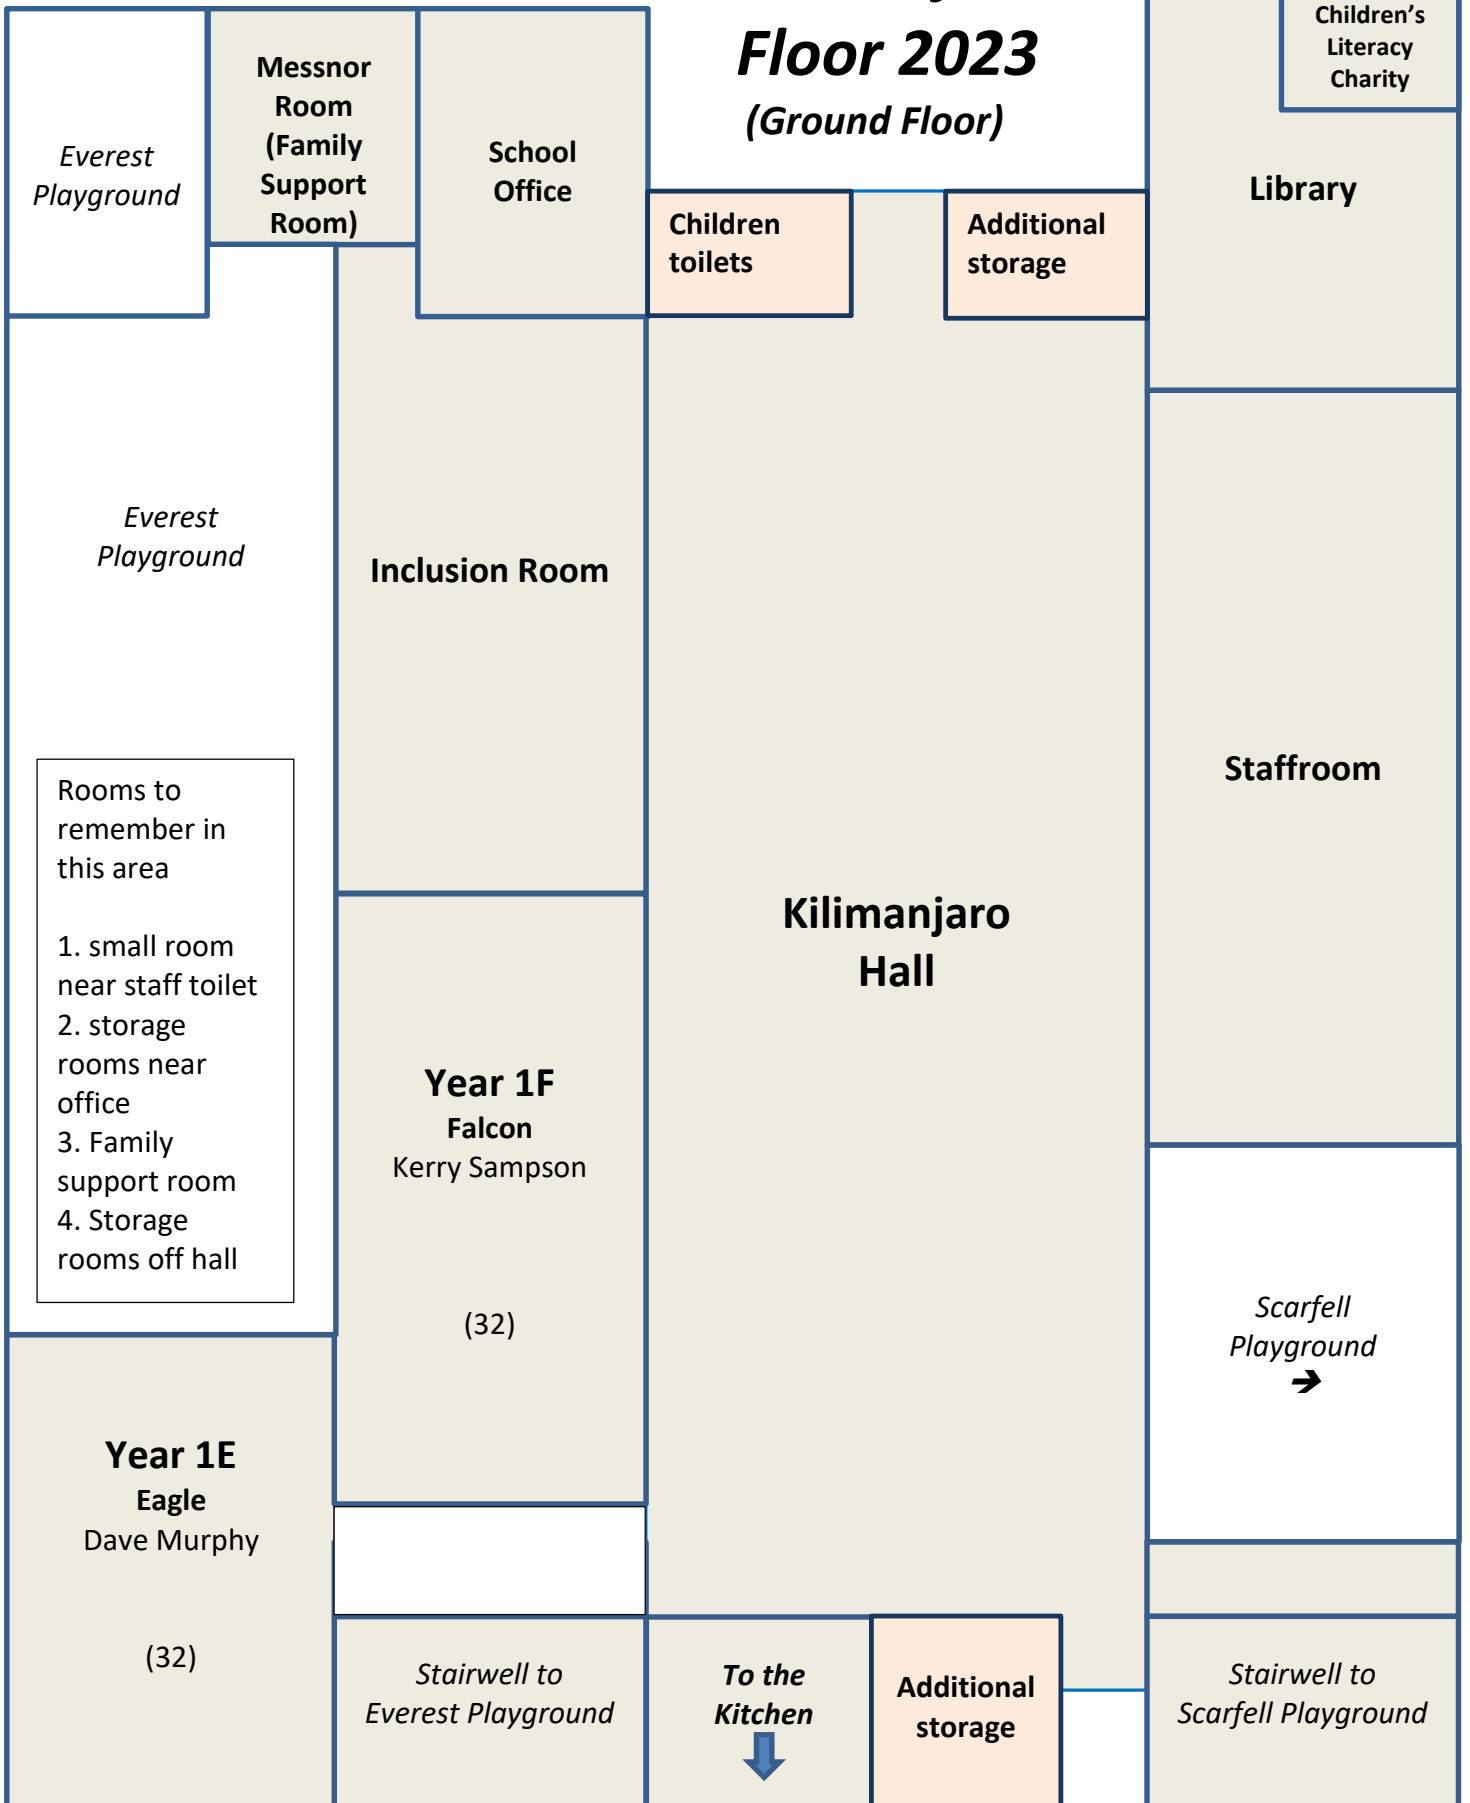 Floor 2023
(Ground Floor)
Children’s
Literacy
Charity
Messnor
Room
(Family
Support
Room)
School
Office
Everest
Playground
Children
toilets
Additional
storage
Library
Everest
Playground
Inclusion Room
Staffroom
Rooms to
remember in
this area
1. small room
near staff toilet
2. storage
rooms near
office
3. Family
support room
4. Storage
rooms off hall
Kilimanjaro
Hall
Year 1F
Falcon
Kerry Sampson
(32)
Scarfell
Playground
➔
Year 1E
Eagle
Dave Murphy
(32)
Stairwell to
Everest Playground
To the
Kitchen
Additional
storage
Stairwell to
Scarfell Playground